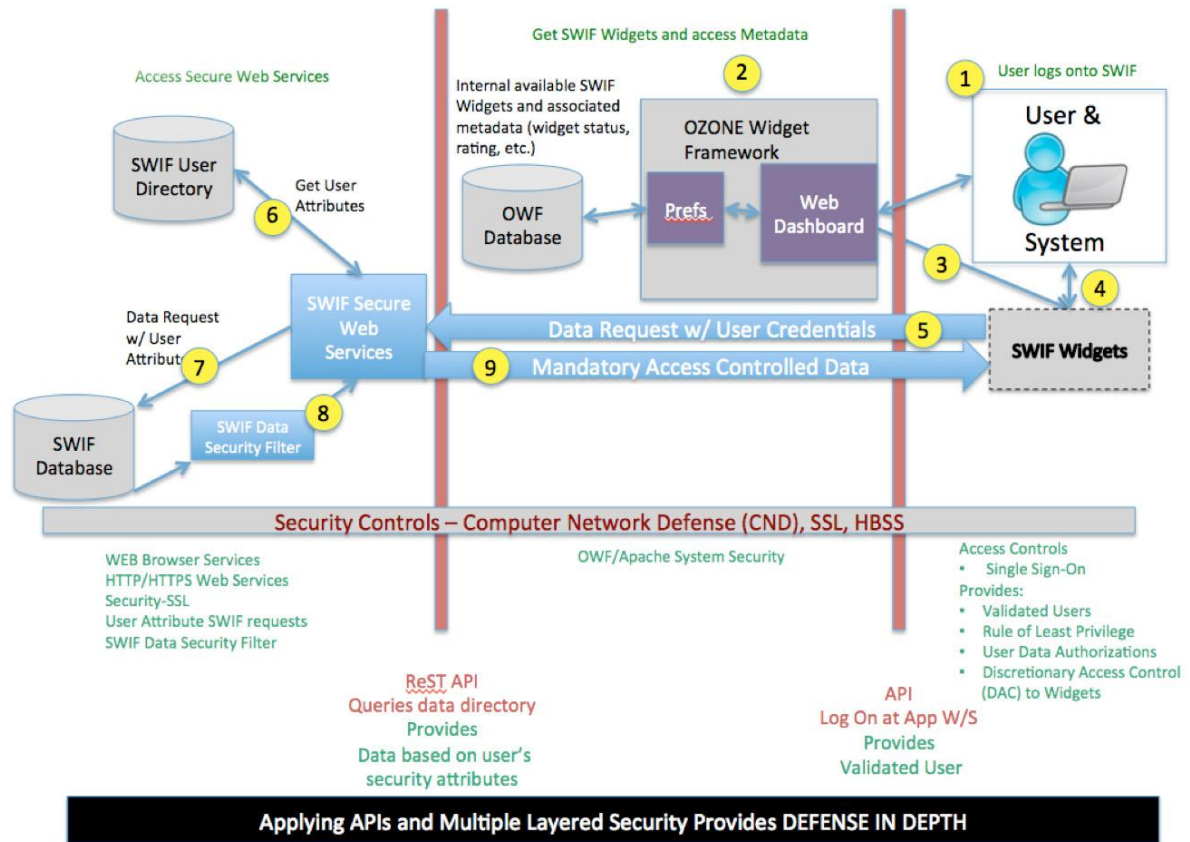 Get SWIF Widgets and access Metadata
Access Secure Web Services
1
User logs onto SWIF
2
Internal available SWIF
Widgets and associated
metadata (widget status,
rating, etc.)
OZONE Widget
Framework
User &
System
SWIF User
Directory
Get User
Attributes
6
OWF
Database
Prefs
Web
Dashboard
3
4
SWIF Secure
Web
Services
Data Request w/ User Credentials
5
SWIF Widgets
9
Mandatory Access Controlled Data
Data Request
w/ User
Attribut
7
8
SWIF Data
Security Filter
SWIF
Database
Security Controls – Computer Network Defense (CND), SSL, HBSS
WEB Browser Services
HTTP/HTTPS Web Services
Security-SSL
User Attribute SWIF requests
SWIF Data Security Filter
OWF/Apache System Security
Access Controls
• Single Sign-On
Provides:
• Validated Users
• Rule of Least Privilege
• User Data Authorizations
• Discretionary Access Control
(DAC) to Widgets
ReST API
Queries data directory
Provides
Data based on user's
security attributes
API
Log On at App W/S
Provides
Validated User
Applying APIs and Multiple Layered Security Provides DEFENSE IN DEPTH